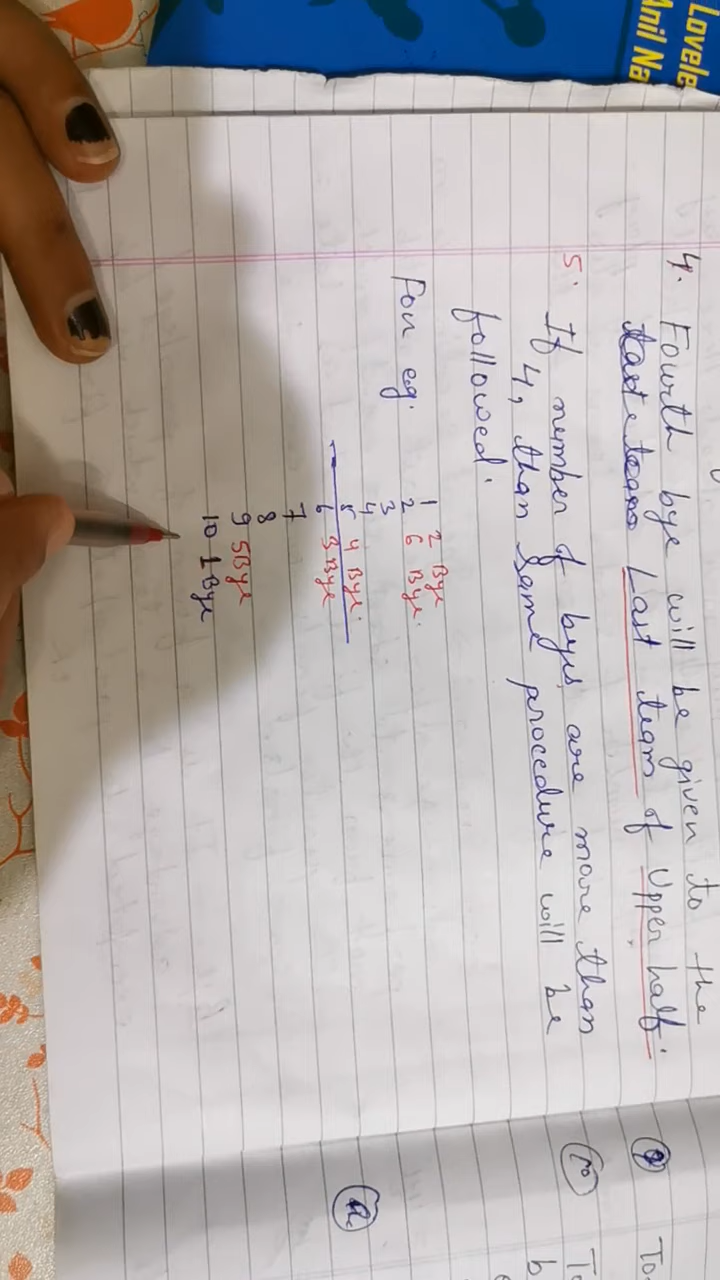 Lovele
Anil Na
4. Fourth bye will be given to the
Last team of Upper half.
5. If number of byes are more than
4, than same procedure will be
followed.
For eg. 1 2 Bye
2 6 Bye.
3
4
5 4 Bye.
6 3 Bye
7
8
9 5 Bye
10 1 Bye
To
To
b